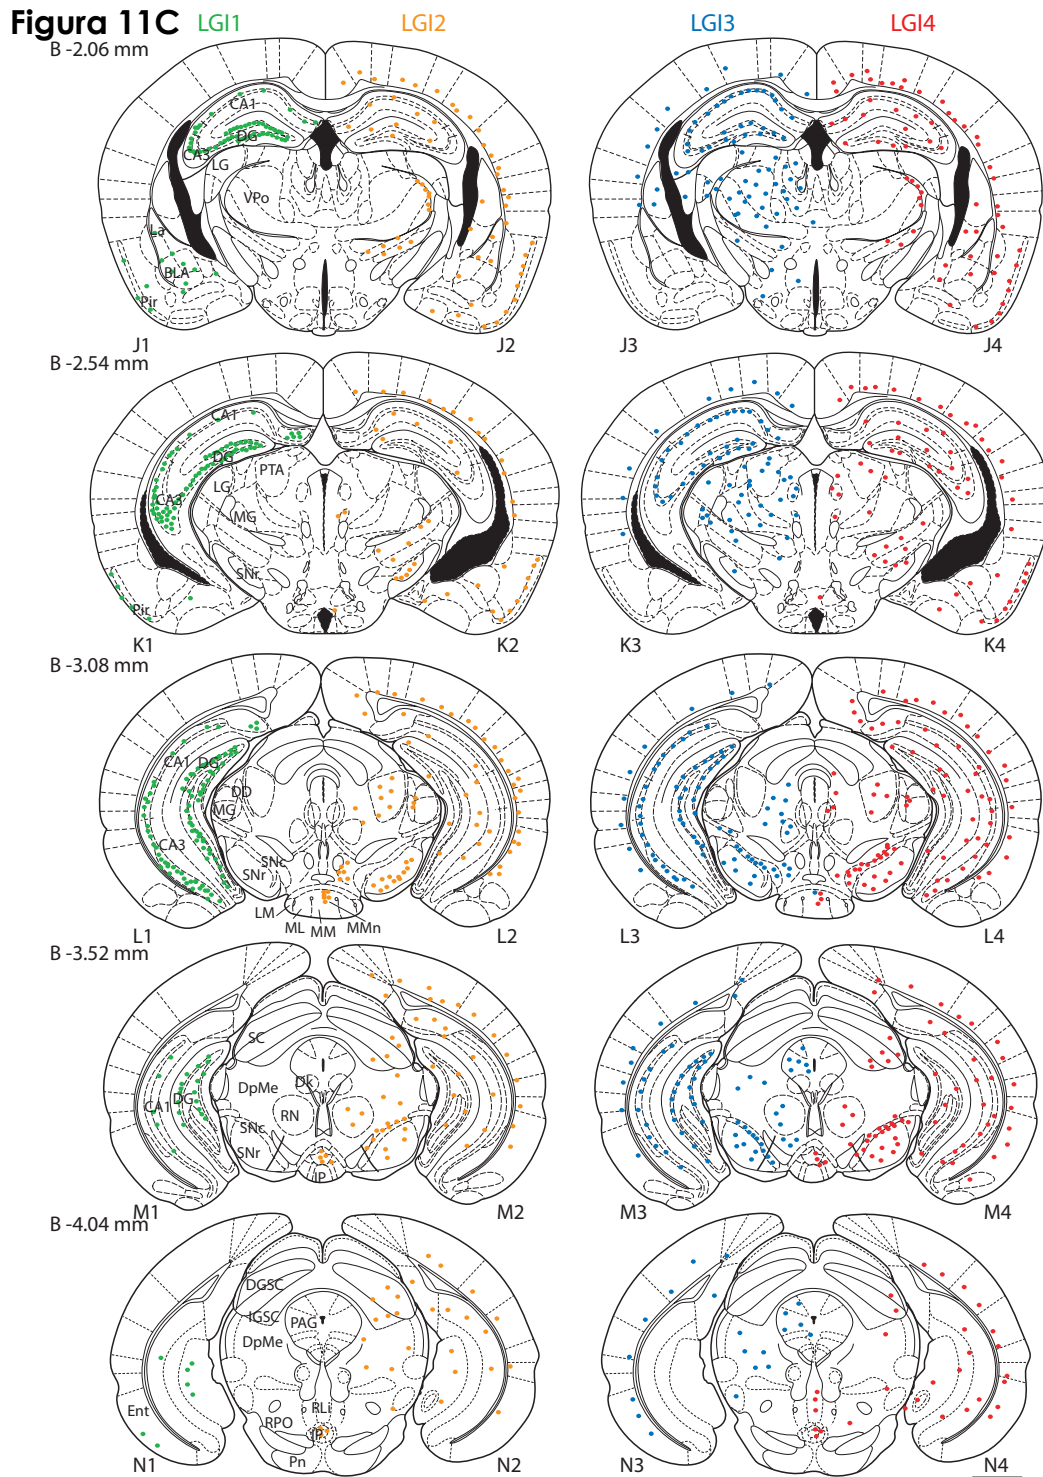 Figura 11C LGI1 LGI2 LGI3 LGI4
B -2.06 mm
CA1
DG
CA3
LG
VPo
La
BLA
Pir
J1 J2 J3 J4
B -2.54 mm
CA1
DG
PTA
LG
CA3
MG
SNr
Pir
K1 K2 K3 K4
B -3.08 mm
CA1 DG
DD
MG
CA3
SNc
SNr
LM
ML MM MMn
L1 L2 L3 L4
B -3.52 mm
SC
DpMe Dk
CA1 DG
RN
SNc
SNr
IP
M1 M2 M3 M4
B -4.04 mm
DGSC
IGSC
PAG
DpMe
Ent
RLi
RPO
IP
Pn
N1 N2 N3 N4